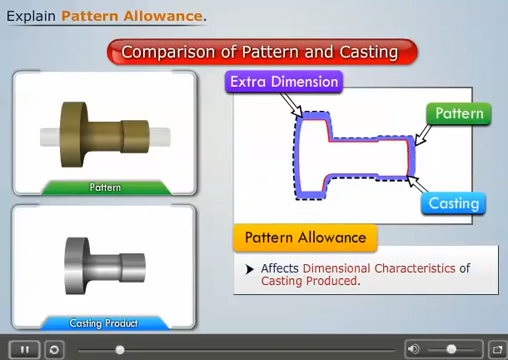 Explain Pattern Allowance.
Comparison of Pattern and Casting
Extra Dimension
Pattern
Pattern
Casting
Pattern Allowance
Affects Dimensional Characteristics of
Casting Produced.
Casting Product